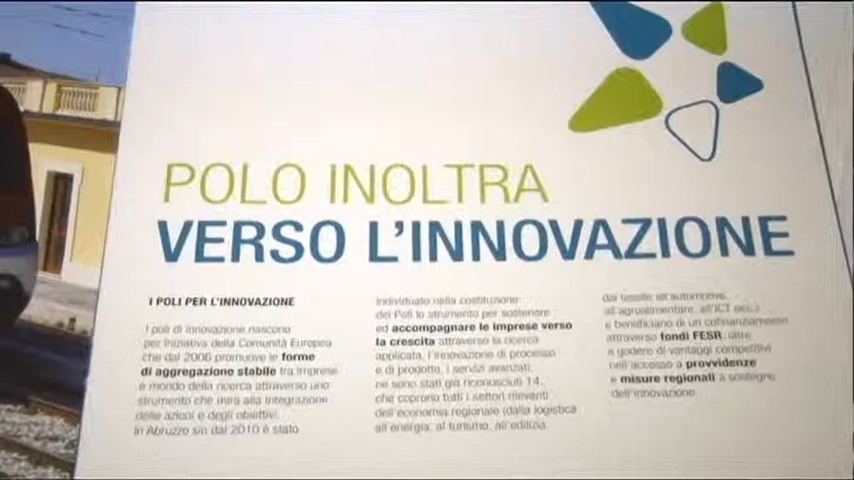 POLO INOLTRA
VERSO L'INNOVAZIONE
I POLI PER L'INNOVAZIONE
I poli di innovazione nascono
per iniziativa della Comunità Europea
che dal 2006 promuove le forme
di aggregazione stabile tra imprese
e mondo della ricerca attraverso uno
strumento che mira alla integrazione
delle azioni e degli obiettivi.
In Abruzzo sin dal 2010 è stato
individuato nella costituzione
dei Poli lo strumento per sostenere
ed accompagnare le imprese verso
la crescita attraverso la ricerca
applicata, l'innovazione di processo
e di prodotto, i servizi avanzati;
ne sono stati già riconosciuti 14,
che coprono tutti i settori rilevanti
dell'economia regionale (dalla logistica
all'energia, al turismo, all'edilizia,
dal tessile all'automotive,
all'agroalimentare, all'ICT ecc.)
e beneficiano di un cofinanziamento
attraverso fondi FESR, oltre
a godere di vantaggi competitivi
nell'accesso a provvidenze
e misure regionali a sostegno
dell'innovazione.